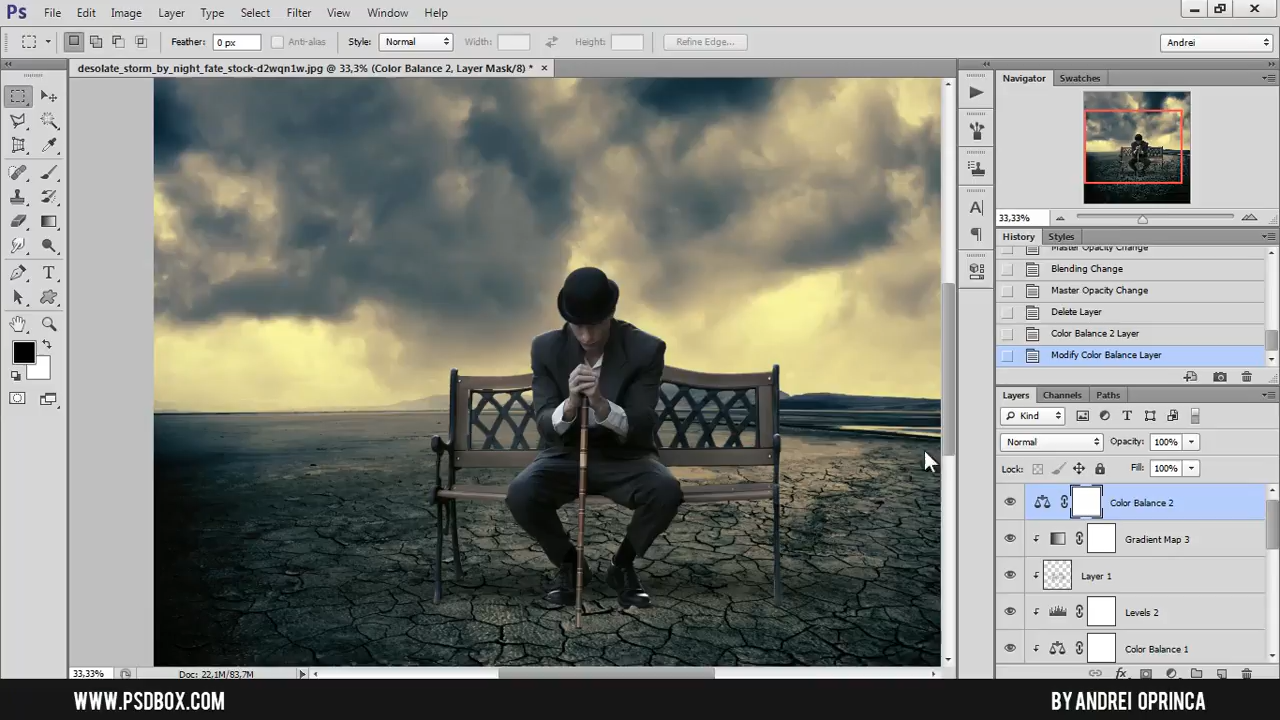 Ps File Edit Image Layer Type Select Filter View Window Help
Feather: 0 px Anti-alias Style: Normal Width: Height: Refine Edge... Andrei
desolate_storm_by_night_fate_stock-d2wqn1w.jpg @ 33,3% (Color Balance 2, Layer Mask/8) *
Navigator Swatches
33,33%
History Styles
Master Opacity Change
Blending Change
Master Opacity Change
Delete Layer
Color Balance 2 Layer
Modify Color Balance Layer
Layers Channels Paths
Kind
Normal Opacity: 100%
Lock: Fill: 100%
Color Balance 2
Gradient Map 3
Layer 1
Levels 2
Color Balance 1
33,33% Doc: 22,1M/83,7M
WWW.PSDBOX.COM
BY ANDREI OPRINCA